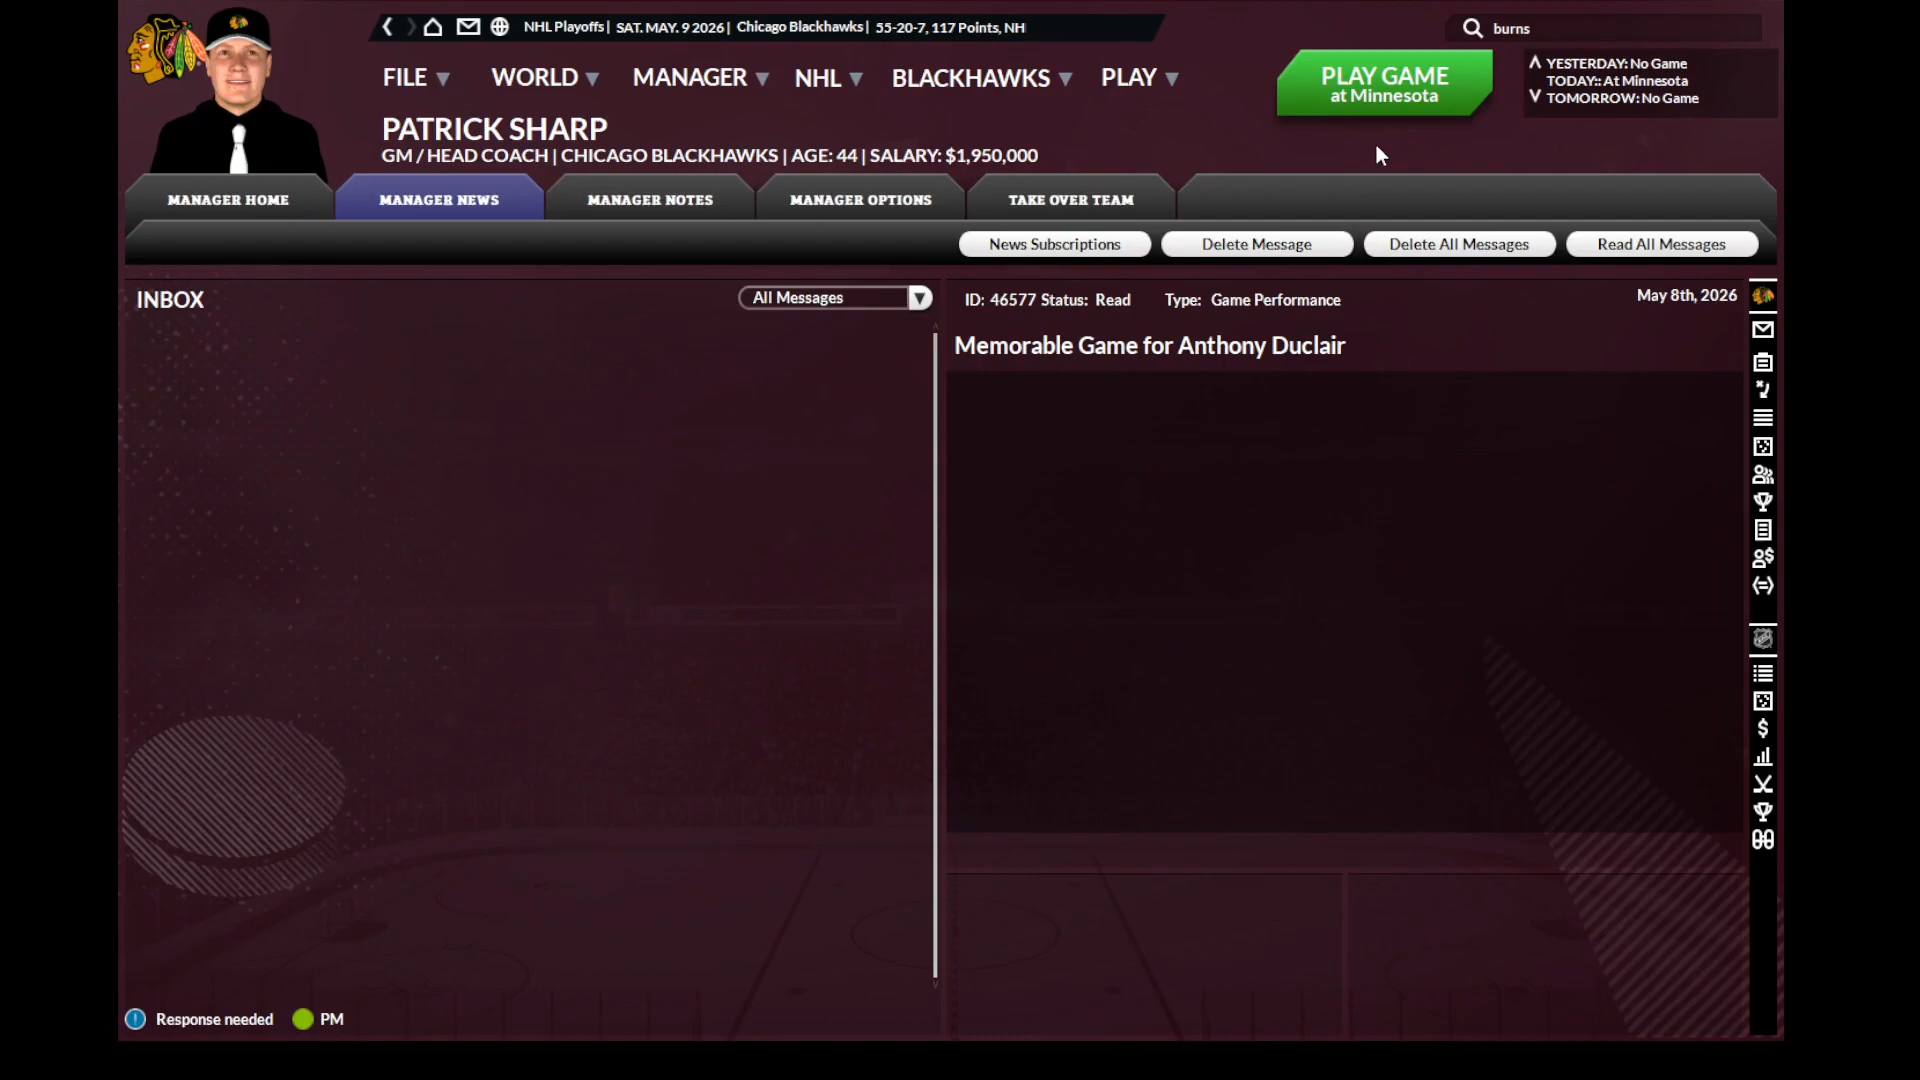 NHL Playoffs | SAT. MAY. 9 2026 | Chicago Blackhawks | 55-20-7, 117 Points, NH
burns
FILE WORLD MANAGER NHL BLACKHAWKS PLAY
PLAY GAME
at Minnesota
YESTERDAY: No Game
TODAY:: At Minnesota
TOMORROW: No Game
PATRICK SHARP
GM / HEAD COACH | CHICAGO BLACKHAWKS | AGE: 44 | SALARY: $1,950,000
MANAGER HOME MANAGER NEWS MANAGER NOTES MANAGER OPTIONS TAKE OVER TEAM
News Subscriptions Delete Message Delete All Messages Read All Messages
INBOX All Messages
ID: 46577 Status: Read Type: Game Performance May 8th, 2026
Memorable Game for Anthony Duclair
Response needed PM